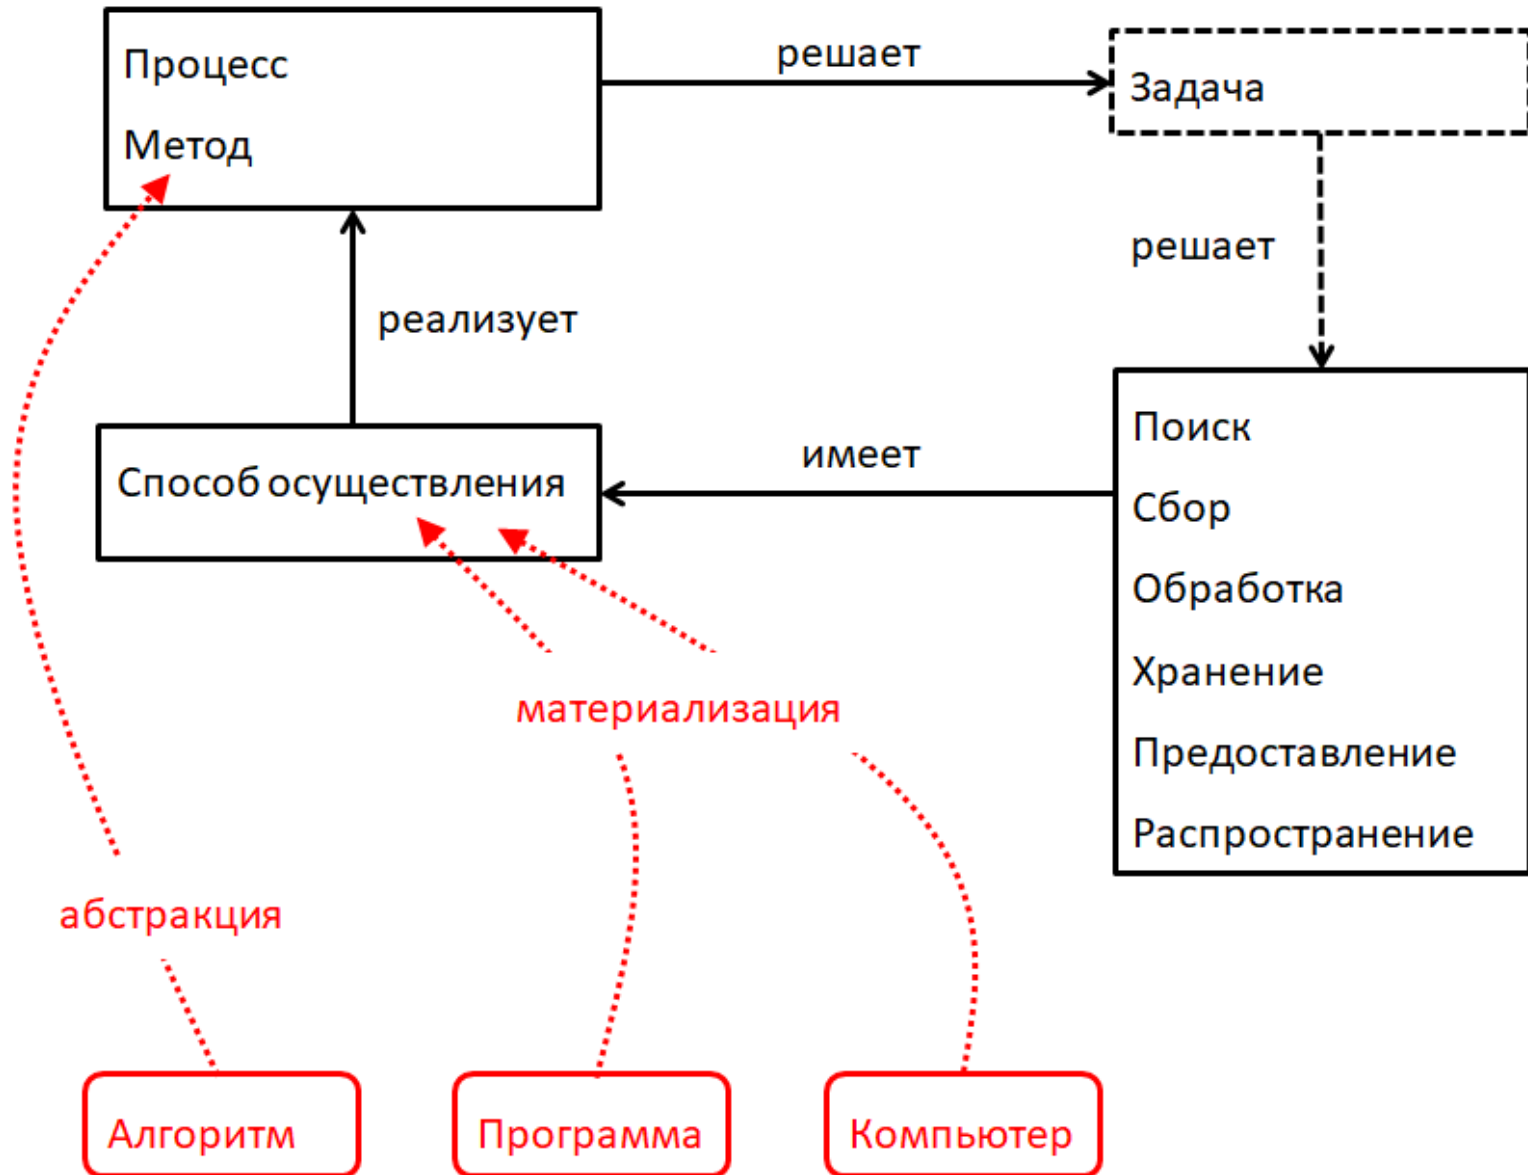 Процесс
Метод
решает
Задача
решает
реализует
Способ осуществления
имеет
Поиск
Сбор
Обработка
Хранение
Предоставление
Распространение
материализация
абстракция
Алгоритм
Программа
Компьютер